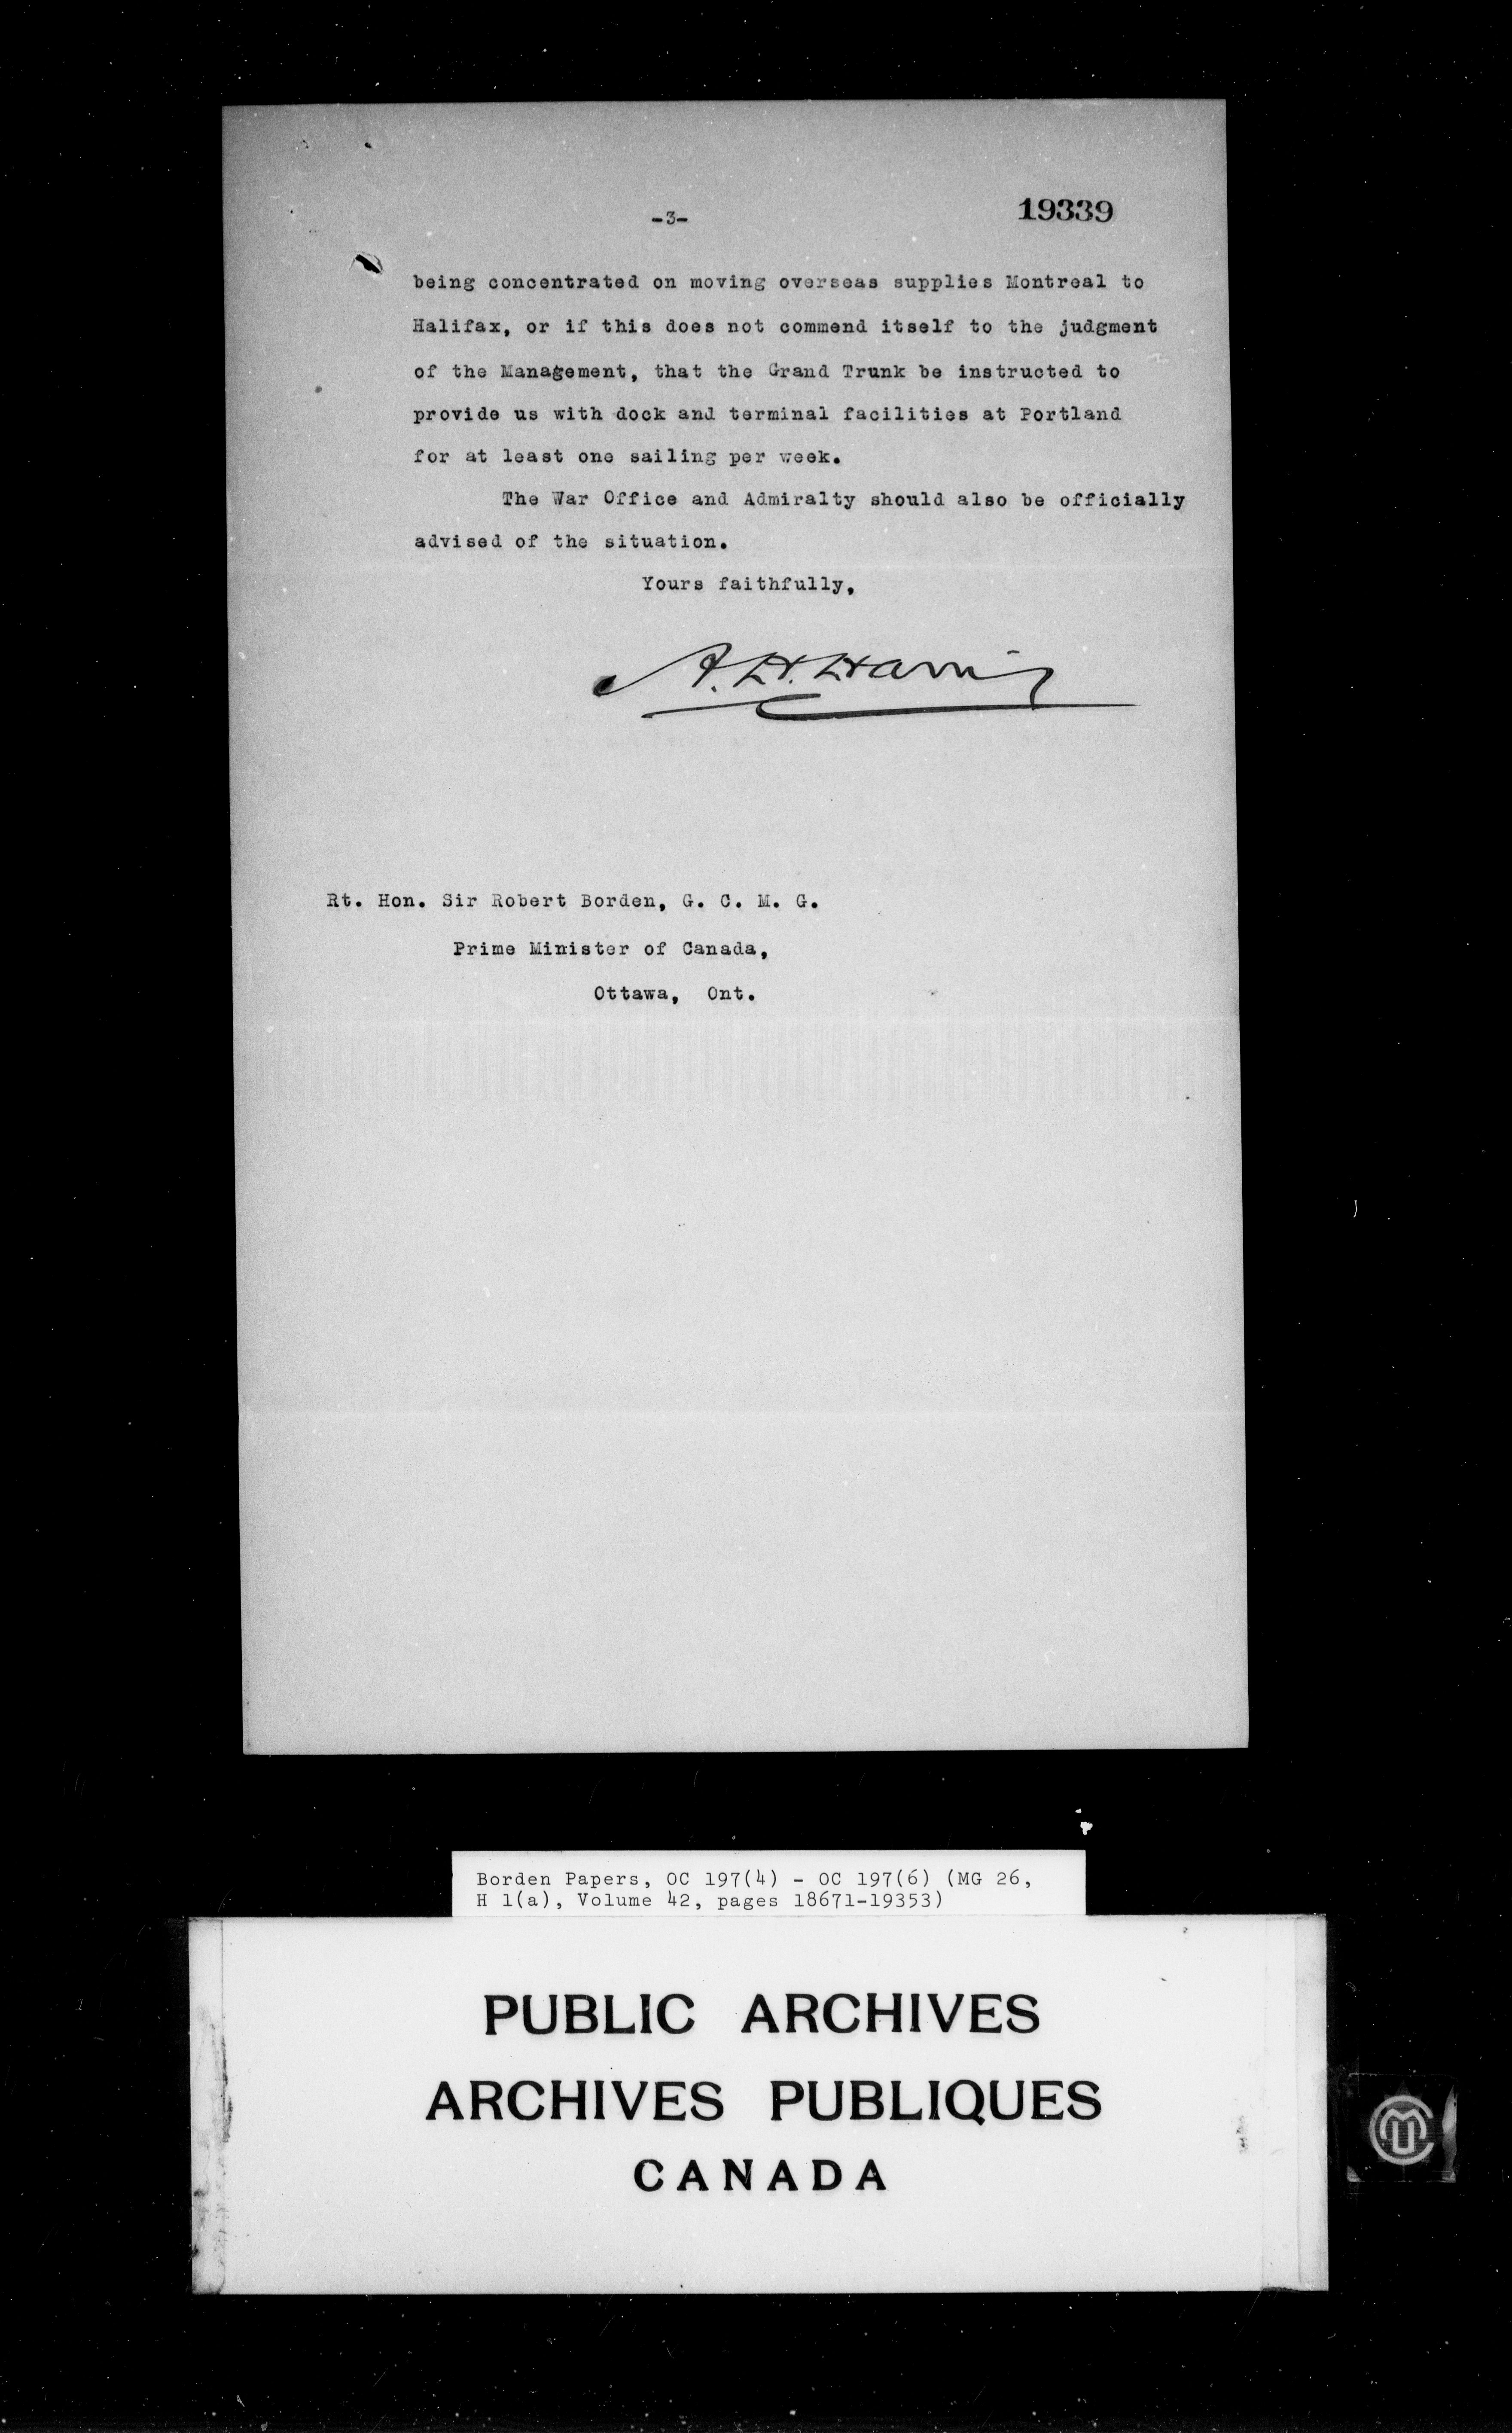 -3-
19339
being concentrated on moving overseas supplies Montreal to
Halifax, or if this does not commend itself to the judgment
of the Management, that the Grand Trunk be instructed to
provide us with dock and terminal facilities at Portland
for at least one sailing per week.
The War Office and Admiralty should also be officially
advised of the situation.
Yours faithfully,
A. H. Harris
Rt. Hon. Sir Robert Borden, G. C. M. G.
Prime Minister of Canada,
Ottawa, Ont.
Borden Papers, OC 197(4) - OC 197(6) (MG 26,
H 1(a), Volume 42, pages 18671-19353)
PUBLIC ARCHIVES
ARCHIVES PUBLIQUES
CANADA